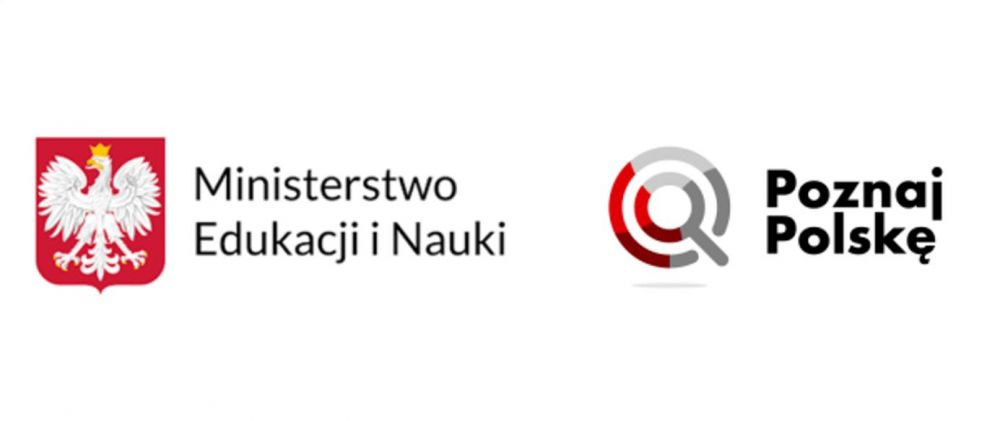 Ministerstwo
Edukacji i Nauki
Poznaj
Polskę